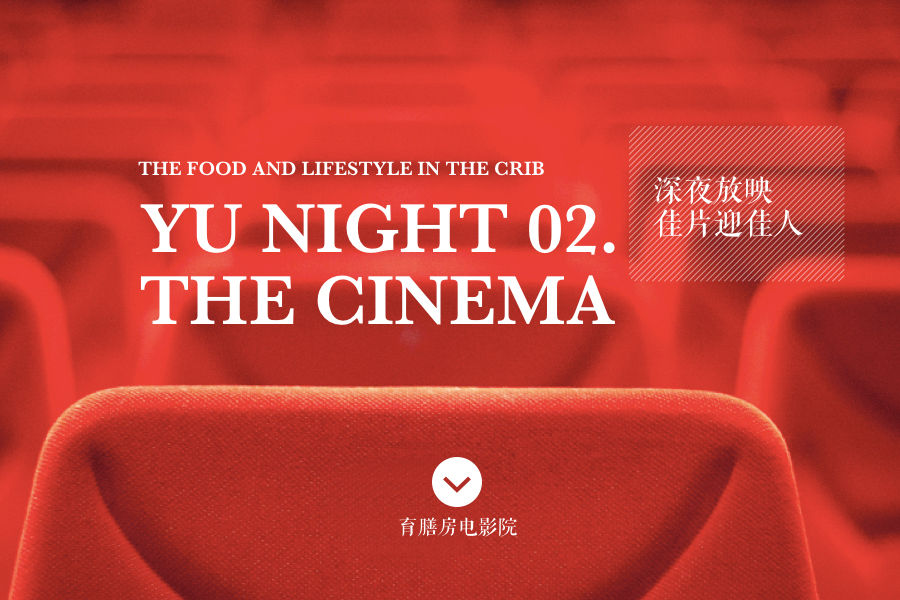 THE FOOD AND LIFESTYLE IN THE CRIB
YU NIGHT 02.
THE CINEMA
深夜放映
佳片迎佳人
育膳房电影院